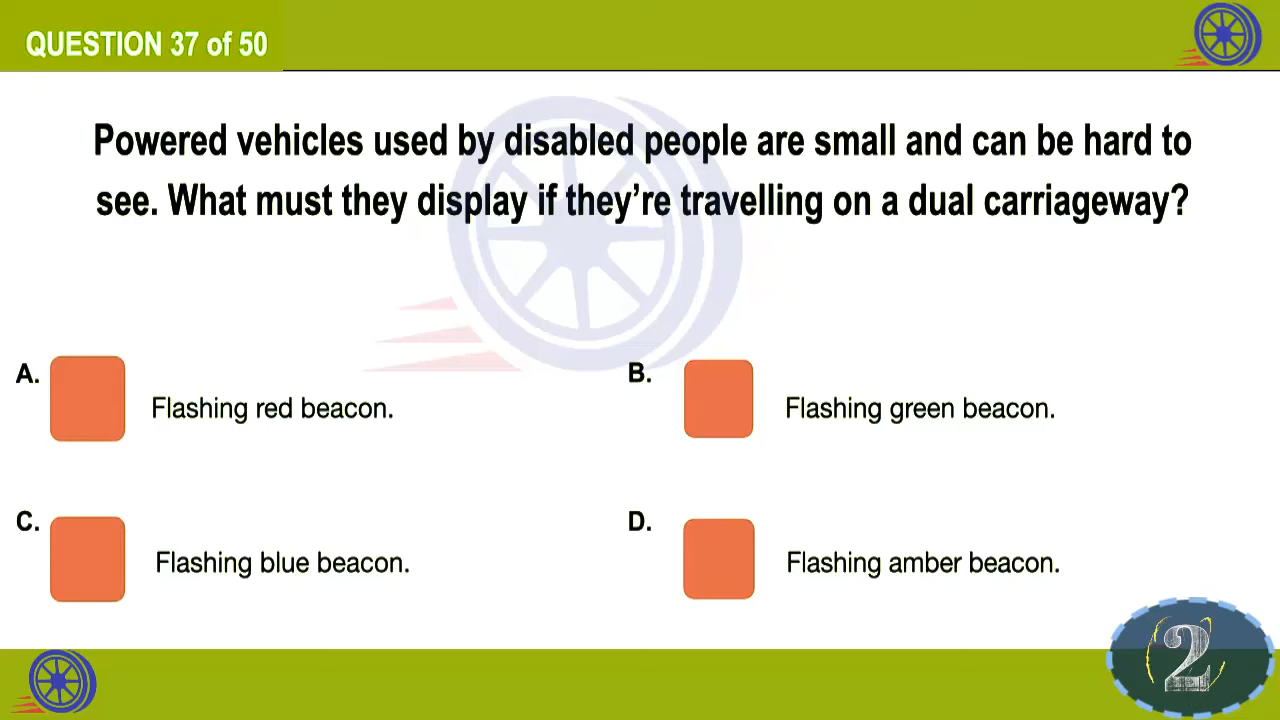 QUESTION 37 of 50
Powered vehicles used by disabled people are small and can be hard to
see. What must they display if they're travelling on a dual carriageway?
A.
Flashing red beacon.
B.
Flashing green beacon.
C.
Flashing blue beacon.
D.
Flashing amber beacon.
2